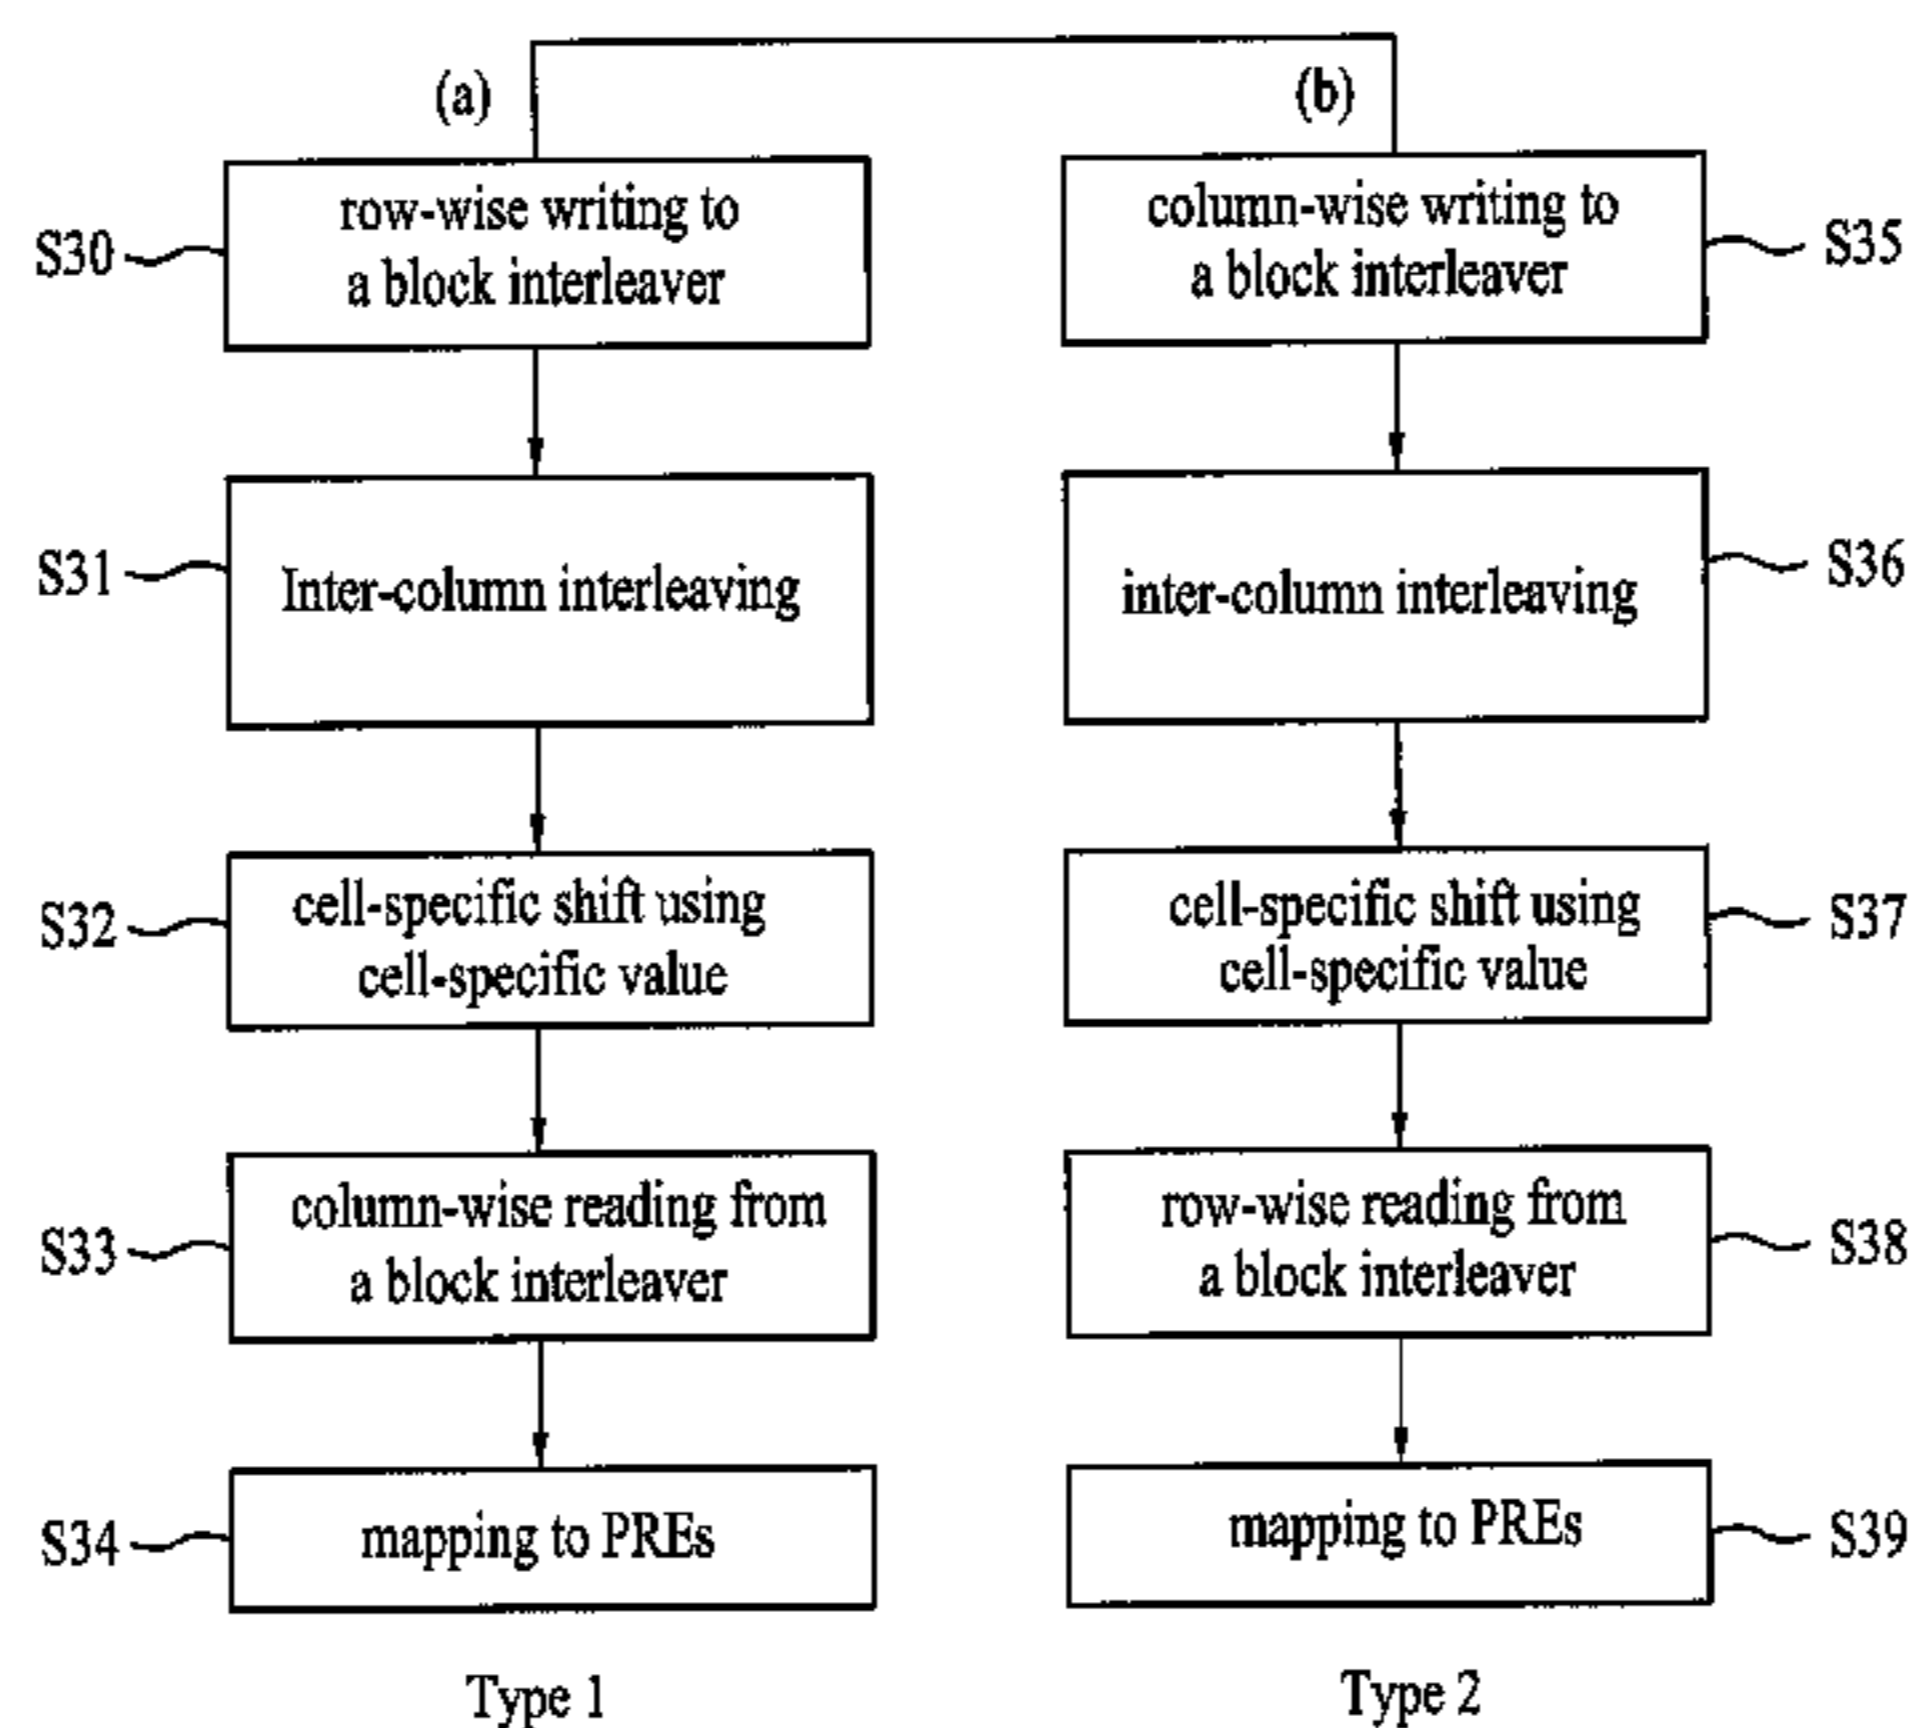 (a)
(b)
S30
row-wise writing to
a block interleaver
column-wise writing to
a block interleaver
S35
S31
Inter-column interleaving
inter-column interleaving
S36
S32
cell-specific shift using
cell-specific value
cell-specific shift using
cell-specific value
S37
S33
column-wise reading from
a block interleaver
row-wise reading from
a block interleaver
S38
S34
mapping to PREs
mapping to PREs
S39
Type 1
Type 2